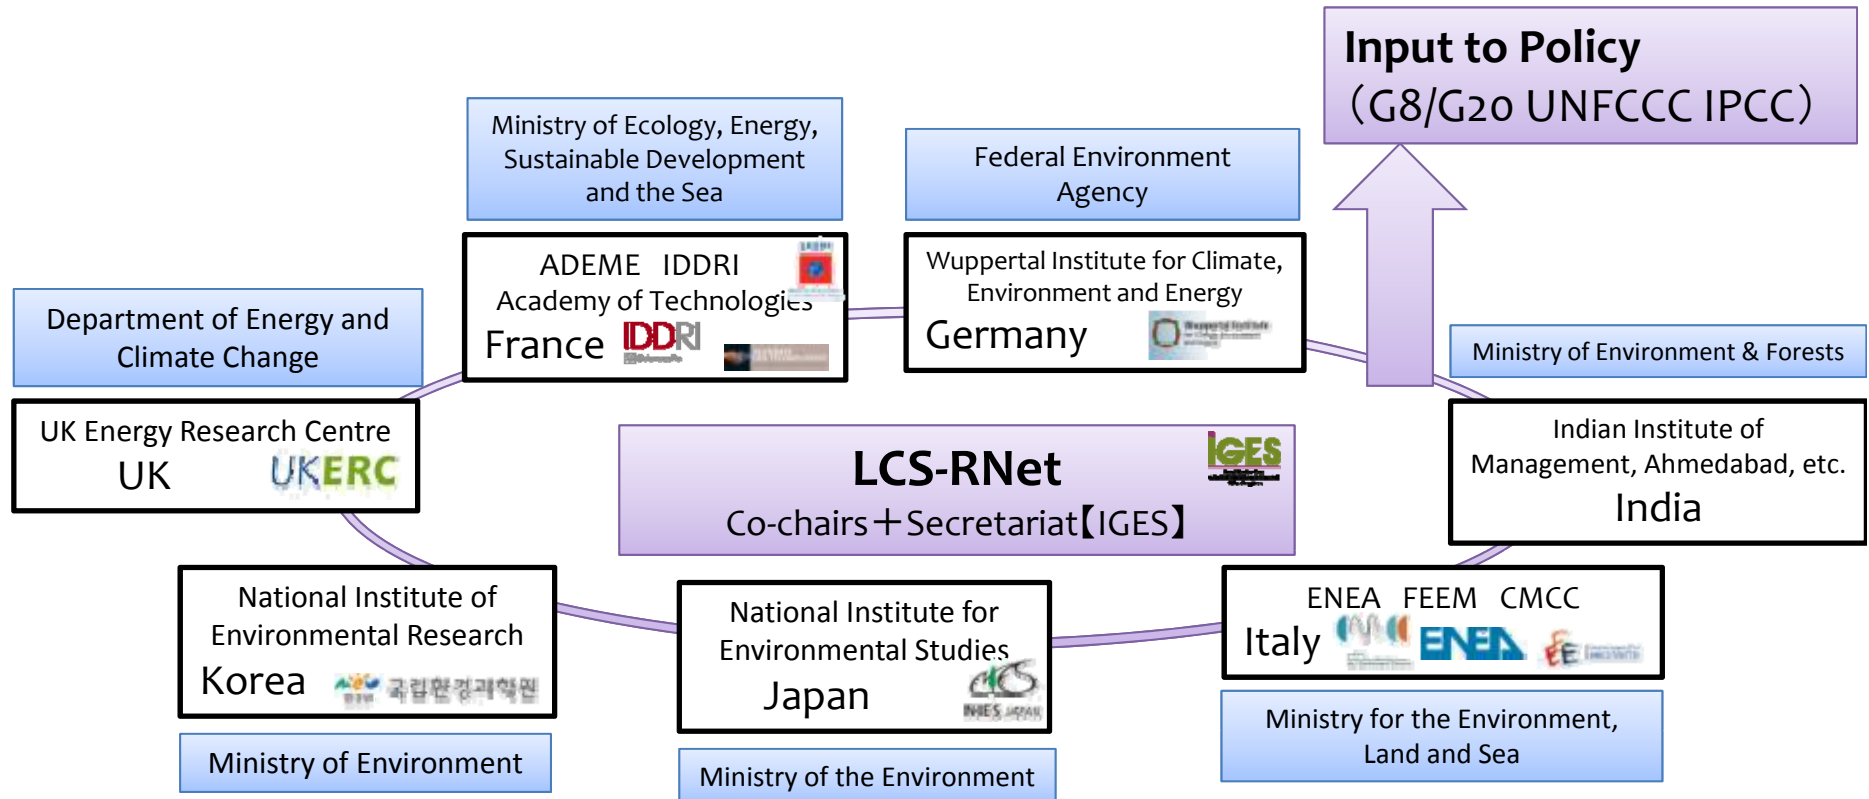 Input to Policy
（G8/G20 UNFCCC IPCC）
Ministry of Ecology, Energy,
Sustainable Development
and the Sea
Federal Environment
Agency
ADEME IDDRI
Academy of Technologies
France
IDDRI
Wuppertal Institute for Climate,
Environment and Energy
Germany
Wuppertal Institute
Department of Energy and
Climate Change
Ministry of Environment & Forests
UK Energy Research Centre
UK
UKERC
LCS-RNet
Co-chairs＋Secretariat【IGES】
IGES
Indian Institute of
Management, Ahmedabad, etc.
India
National Institute of
Environmental Research
Korea
국립환경과학원
Ministry of Environment
National Institute for
Environmental Studies
Japan
NIES JAPAN
Ministry of the Environment
ENEA FEEM CMCC
Italy
ENEA
Ministry for the Environment,
Land and Sea